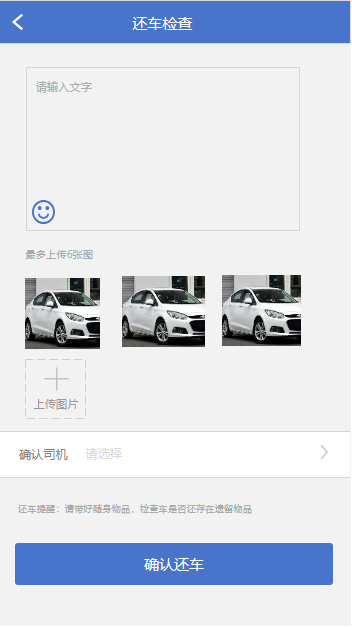 还车检查
请输入文字
最多上传6张图
上传图片
确认司机 请选择
还车提醒：请带好随身物品，检查车是否还存在遗留物品
确认还车